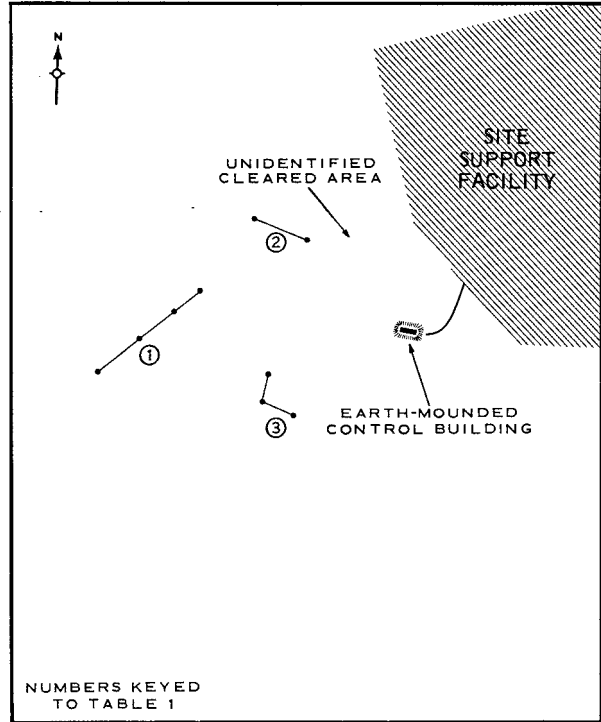 N
SITE
SUPPORT
FACILITY
UNIDENTIFIED
CLEARED AREA
2
1
3
EARTH-MOUNDED
CONTROL BUILDING
NUMBERS KEYED
TO TABLE 1